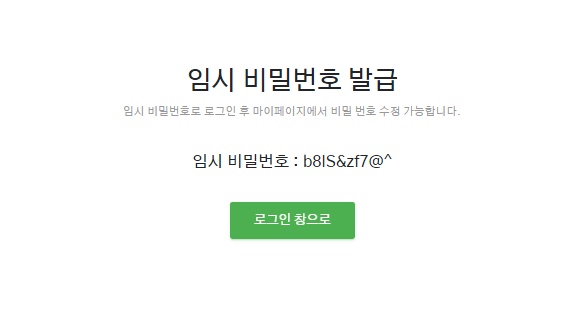 임시 비밀번호 발급
임시 비밀번호로 로그인 후 마이페이지에서 비밀 번호 수정 가능합니다.
임시 비밀번호 : b8lS&zf7@^
로그인 창으로